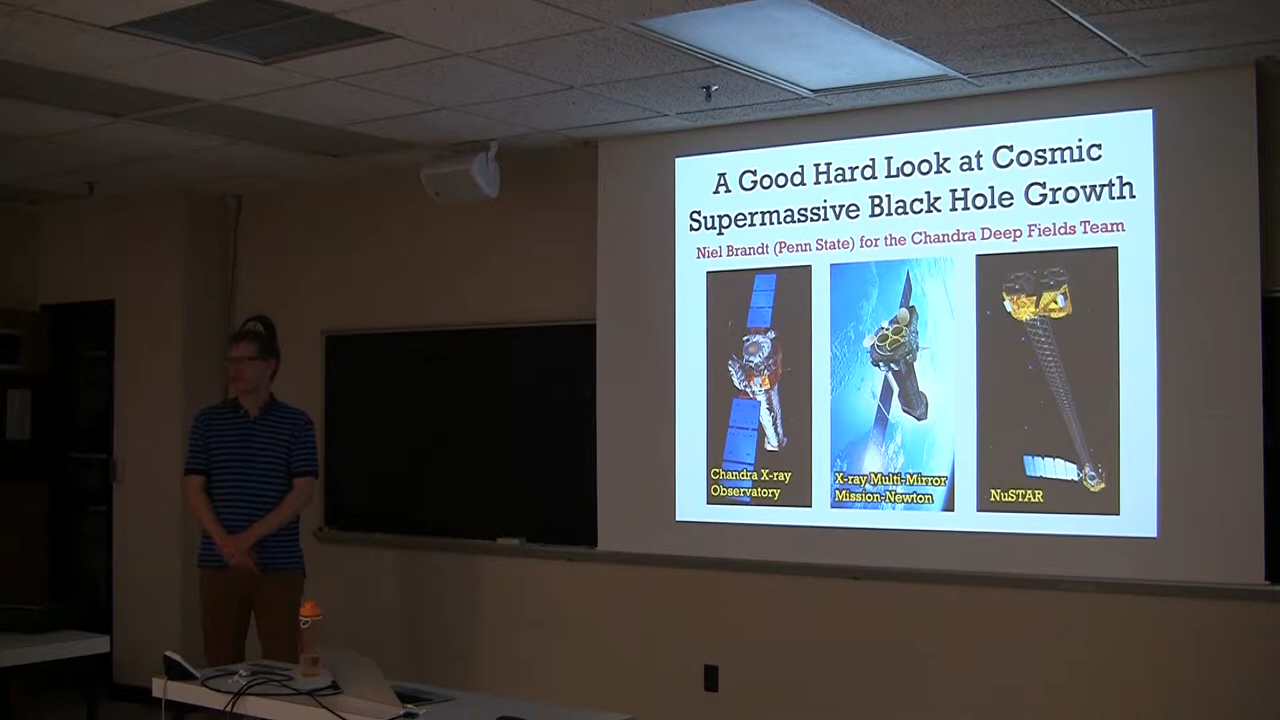 A Good Hard Look at Cosmic
Supermassive Black Hole Growth
Niel Brandt (Penn State) for the Chandra Deep Fields Team
Chandra X-ray
Observatory
X-ray Multi-Mirror
Mission-Newton
NuSTAR